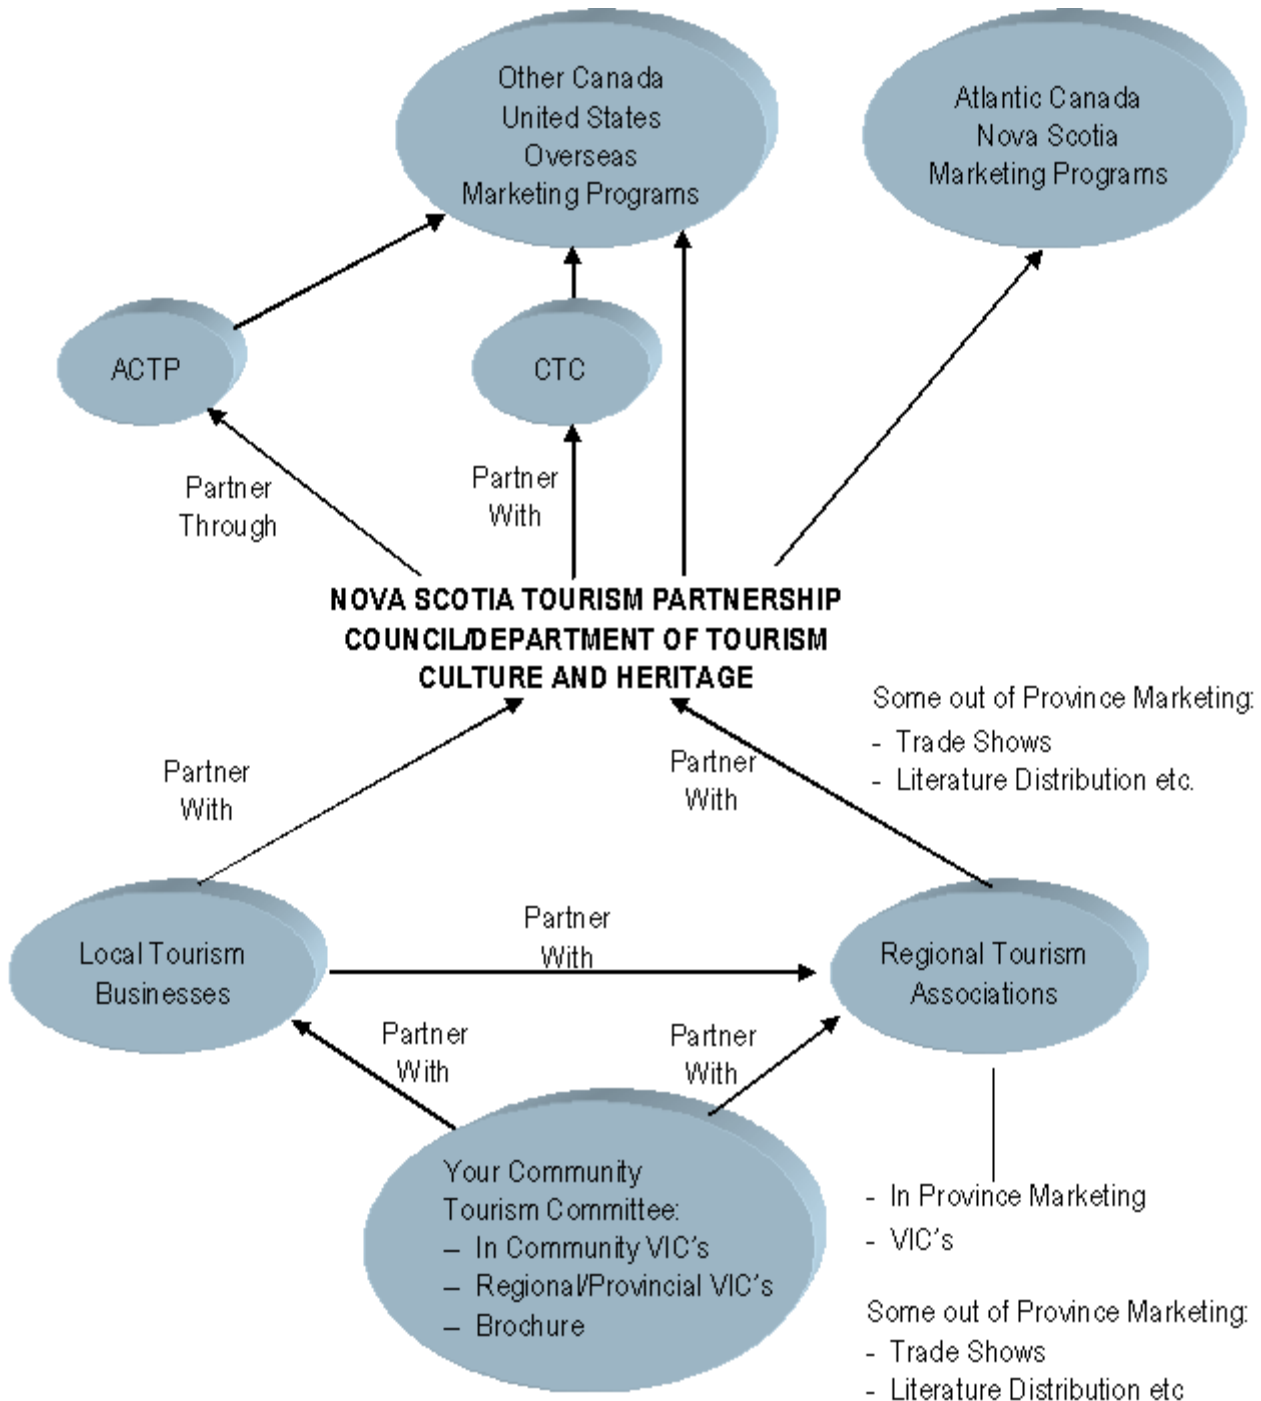 Other Canada
United States
Overseas
Marketing Programs
Atlantic Canada
Nova Scotia
Marketing Programs
ACTP
CTC
Partner
Through
Partner
With
NOVA SCOTIA TOURISM PARTNERSHIP
COUNCIL/DEPARTMENT OF TOURISM
CULTURE AND HERITAGE
Some out of Province Marketing:
- Trade Shows
- Literature Distribution etc.
Partner
With
Partner
With
Local Tourism
Businesses
Partner
With
Regional Tourism
Associations
Partner
With
Partner
With
Your Community
Tourism Committee:
– In Community VIC's
– Regional/Provincial VIC's
– Brochure
- In Province Marketing
- VIC's
Some out of Province Marketing:
- Trade Shows
- Literature Distribution etc